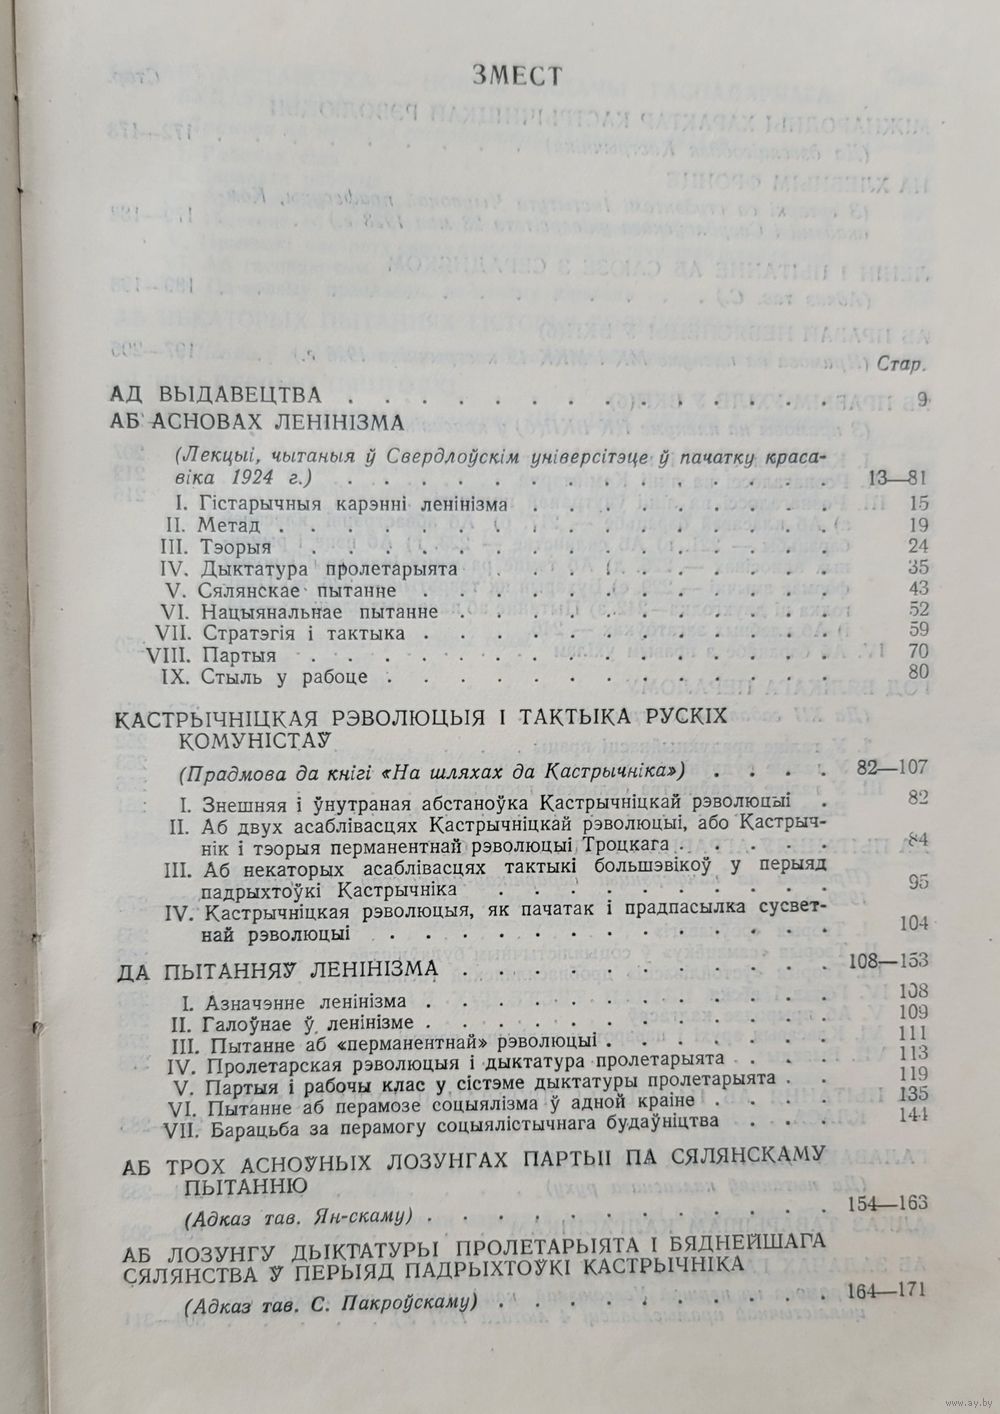 ЗМЕСТ
Стар.
АД ВЫДАВЕЦТВА . . . . . . . . . . . . . . 9
АБ АСНОВАХ ЛЕНІНІЗМА
(Лекцыі, чытаныя ў Свердлоўскім універсітэце ў пачатку краса-
віка 1924 г.) . . . . . . . . . . . . . . 13—81
I. Гістарычныя карэнні ленінізма . . . . . . . . . 15
II. Метад . . . . . . . . . . . . . . . . 19
III. Тэорыя . . . . . . . . . . . . . . . 24
IV. Дыктатура пролетарыята . . . . . . . . . . 35
V. Сялянскае пытанне . . . . . . . . . . . . 43
VI. Нацыянальнае пытанне . . . . . . . . . . . 52
VII. Стратэгія і тактыка . . . . . . . . . . . . 59
VIII. Партыя . . . . . . . . . . . . . . . 70
IX. Стыль у рабоце . . . . . . . . . . . . . 80
КАСТРЫЧНІЦКАЯ РЭВОЛЮЦЫЯ І ТАКТЫКА РУСКІХ
КОМУНІСТАЎ
(Прадмова да кнігі «На шляхах да Кастрычніка») . . . . 82—107
I. Знешняя і ўнутраная абстаноўка Кастрычніцкай рэволюцыі . 82
II. Аб двух асаблівасцях Кастрычніцкай рэволюцыі, або Кастрыч-
нік і тэорыя перманентнай рэволюцыі Троцкага . . . . . 84
III. Аб некаторых асаблівасцях тактыкі большэвікоў у перыяд
падрыхтоўкі Кастрычніка . . . . . . . . . . 95
IV. Кастрычніцкая рэволюцыя, як пачатак і прадпасылка сусвет-
най рэволюцыі . . . . . . . . . . . . . 104
ДА ПЫТАННЯЎ ЛЕНІНІЗМА . . . . . . . . . . . 108—153
I. Азначэнне ленінізма . . . . . . . . . . . . 108
II. Галоўнае ў ленінізме . . . . . . . . . . . . 109
III. Пытанне аб «перманентнай» рэволюцыі . . . . . . . 111
IV. Пролетарская рэволюцыя і дыктатура пролетарыята . . . 113
V. Партыя і рабочы клас у сістэме дыктатуры пролетарыята . . 119
VI. Пытанне аб перамозе соцыялізма ў адной краіне . . . . 135
VII. Барацьба за перамогу соцыялістычнага будаўніцтва . . . 144
АБ ТРОХ АСНОЎНЫХ ЛОЗУНГАХ ПАРТЫІ ПА СЯЛЯНСКАМУ
ПЫТАННЮ
(Адказ тав. Ян-скаму) . . . . . . . . . . . . 154—163
АБ ЛОЗУНГУ ДЫКТАТУРЫ ПРОЛЕТАРЫЯТА І БЯДНЕЙШАГА
СЯЛЯНСТВА Ў ПЕРЫЯД ПАДРЫХТОЎКІ КАСТРЫЧНІКА
(Адказ тав. С. Пакроўскаму) . . . . . . . . . . 164—171
www.ay.by